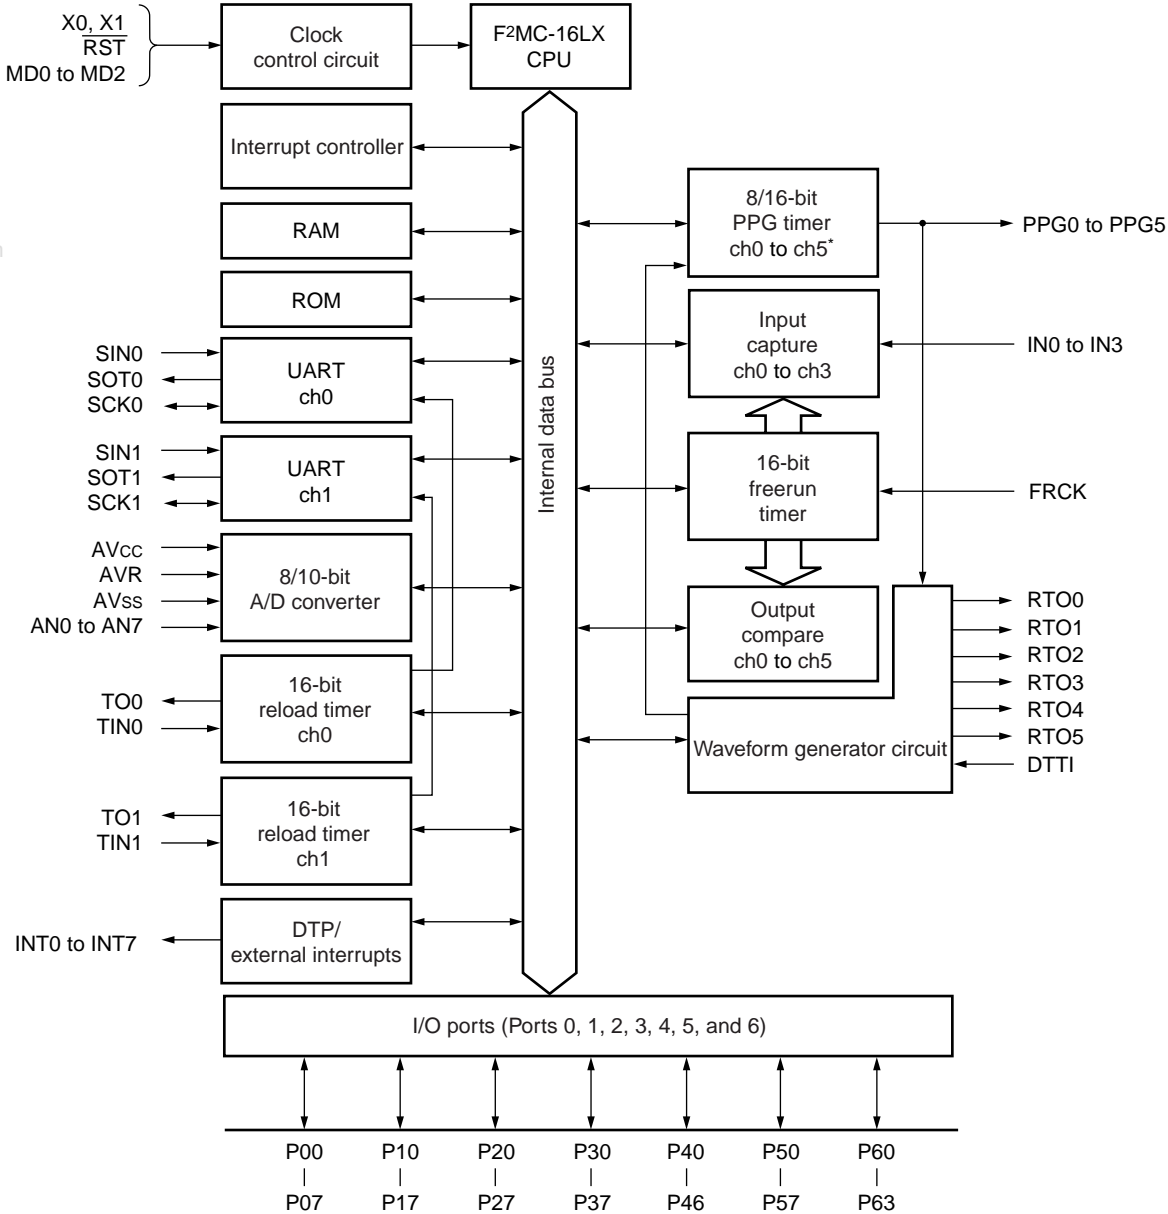 X0, X1
RST
MD0 to MD2
Clock
control circuit
F2MC-16LX
CPU
Interrupt controller
RAM
ROM
SIN0
SOT0
SCK0
UART
ch0
SIN1
SOT1
SCK1
UART
ch1
AVCC
AVR
AVSS
AN0 to AN7
8/10-bit
A/D converter
TO0
TIN0
16-bit
reload timer
ch0
TO1
TIN1
16-bit
reload timer
ch1
INT0 to INT7
DTP/
external interrupts
Internal data bus
8/16-bit
PPG timer
ch0 to ch5*
PPG0 to PPG5
Input
capture
ch0 to ch3
IN0 to IN3
16-bit
freerun
timer
FRCK
Output
compare
ch0 to ch5
Waveform generator circuit
RTO0
RTO1
RTO2
RTO3
RTO4
RTO5
DTTI
I/O ports (Ports 0, 1, 2, 3, 4, 5, and 6)
P00 P10 P20 P30 P40 P50 P60
P07 P17 P27 P37 P46 P57 P63